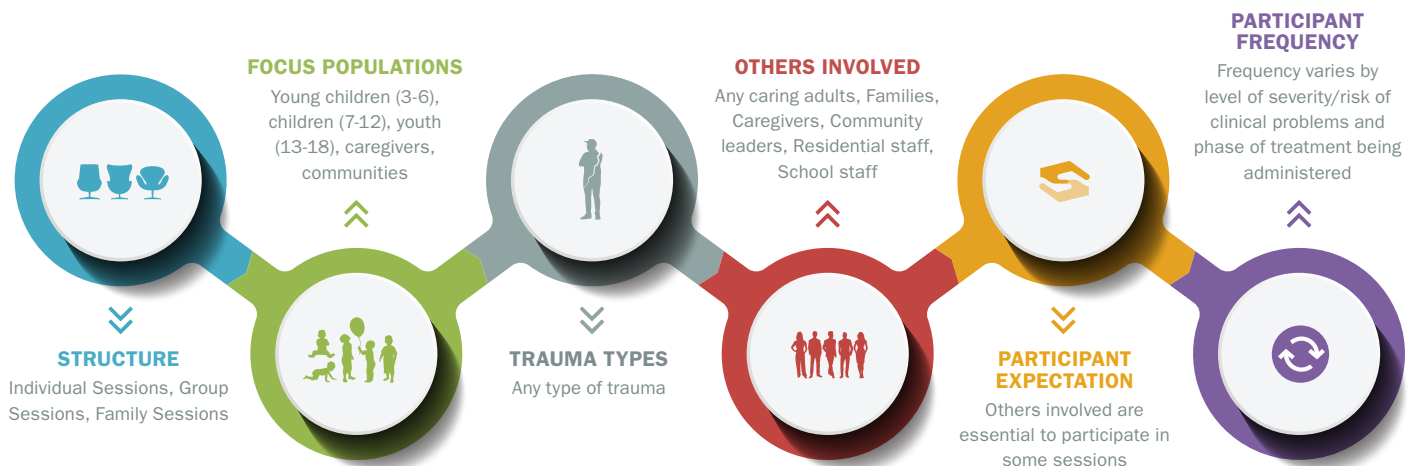 STRUCTURE
Individual Sessions, Group
Sessions, Family Sessions
FOCUS POPULATIONS
Young children (3-6),
children (7-12), youth
(13-18), caregivers,
communities
TRAUMA TYPES
Any type of trauma
OTHERS INVOLVED
Any caring adults, Families,
Caregivers, Community
leaders, Residential staff,
School staff
PARTICIPANT
EXPECTATION
Others involved are
essential to participate in
some sessions
PARTICIPANT
FREQUENCY
Frequency varies by
level of severity/risk of
clinical problems and
phase of treatment being
administered